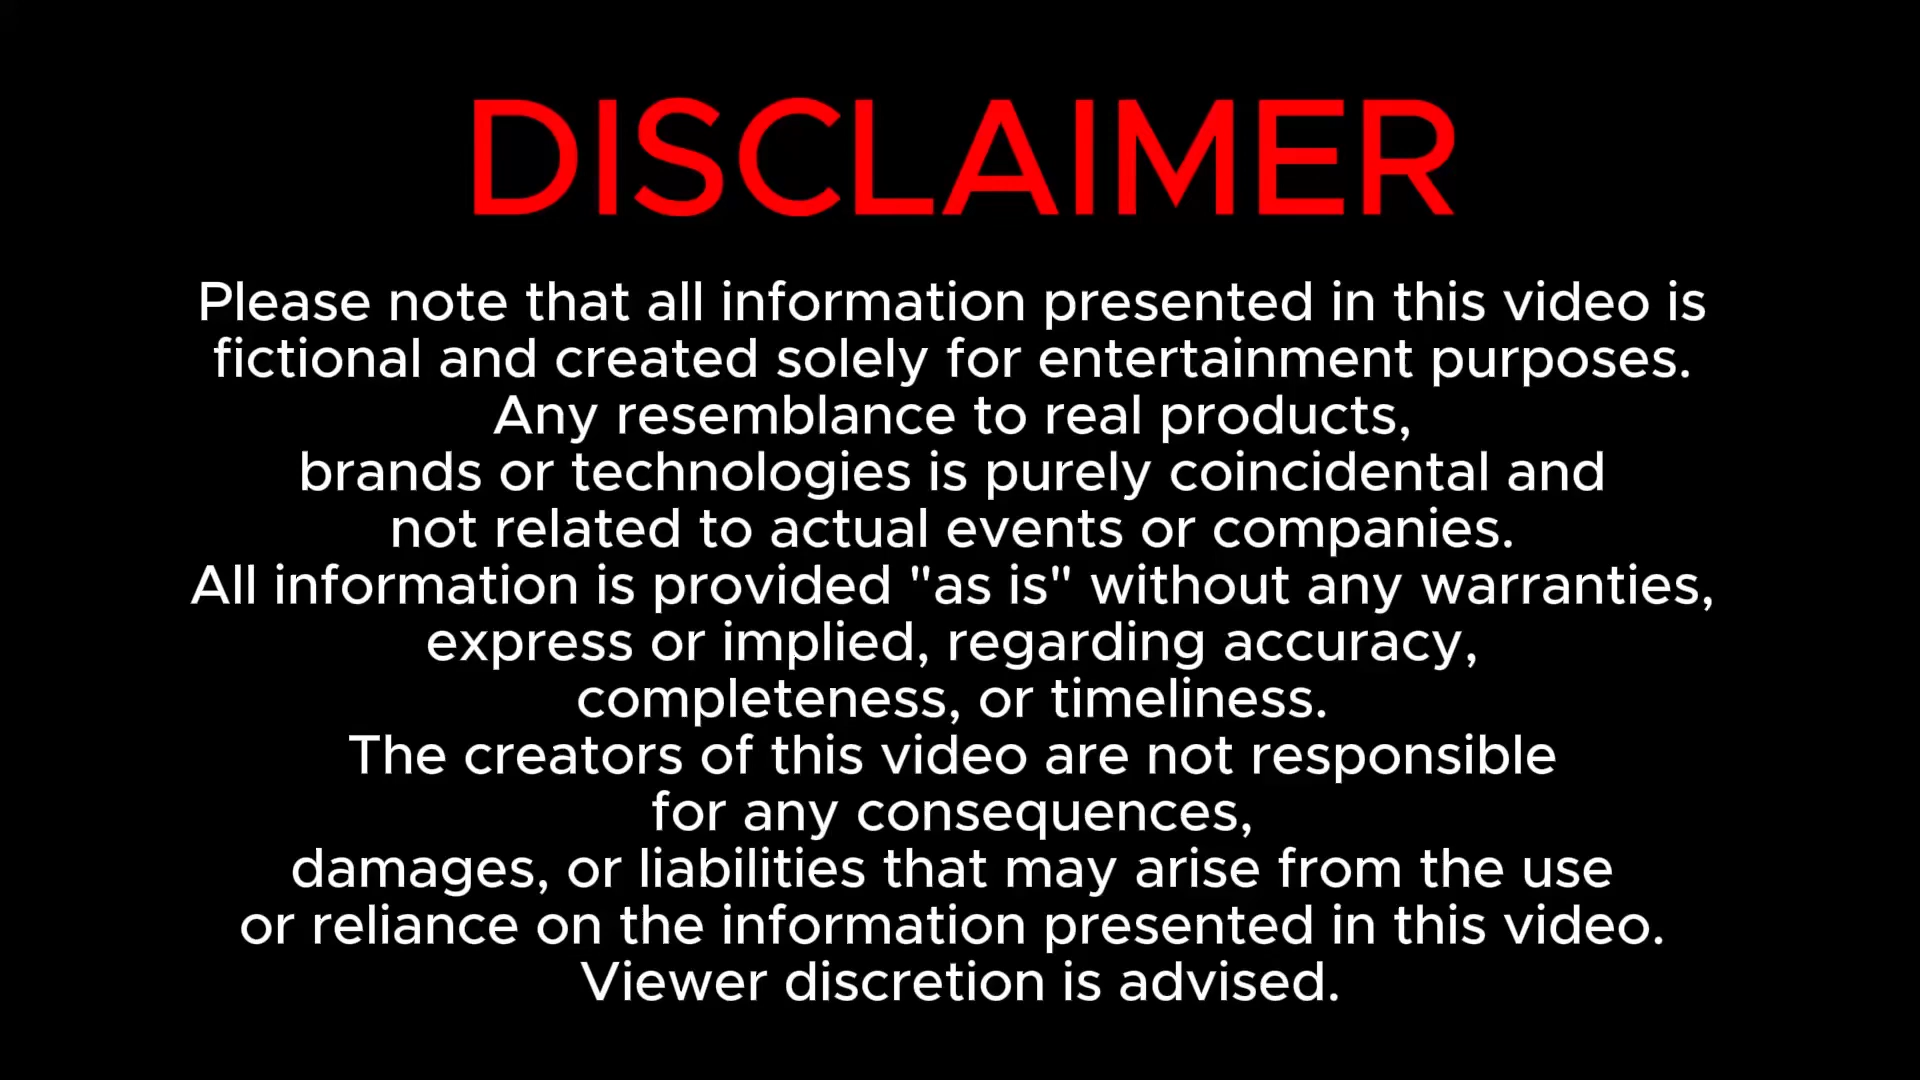 DISCLAIMER
Please note that all information presented in this video is
fictional and created solely for entertainment purposes.
Any resemblance to real products,
brands or technologies is purely coincidental and
not related to actual events or companies.
All information is provided "as is" without any warranties,
express or implied, regarding accuracy,
completeness, or timeliness.
The creators of this video are not responsible
for any consequences,
damages, or liabilities that may arise from the use
or reliance on the information presented in this video.
Viewer discretion is advised.